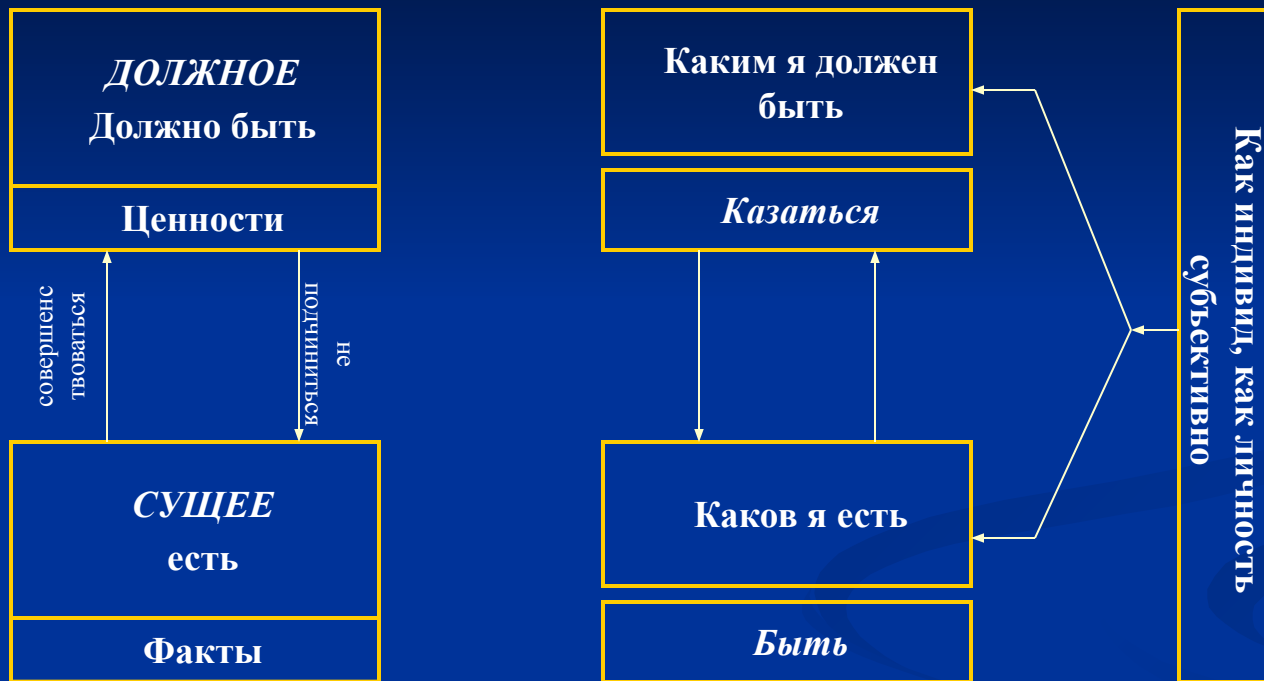 ДОЛЖНОЕ
Должно быть
Ценности
совершенс
твоваться
не
подчиниться
СУЩЕЕ
есть
Факты
Каким я должен
быть
Казаться
Каков я есть
Быть
Как индивид, как личность
субъективно